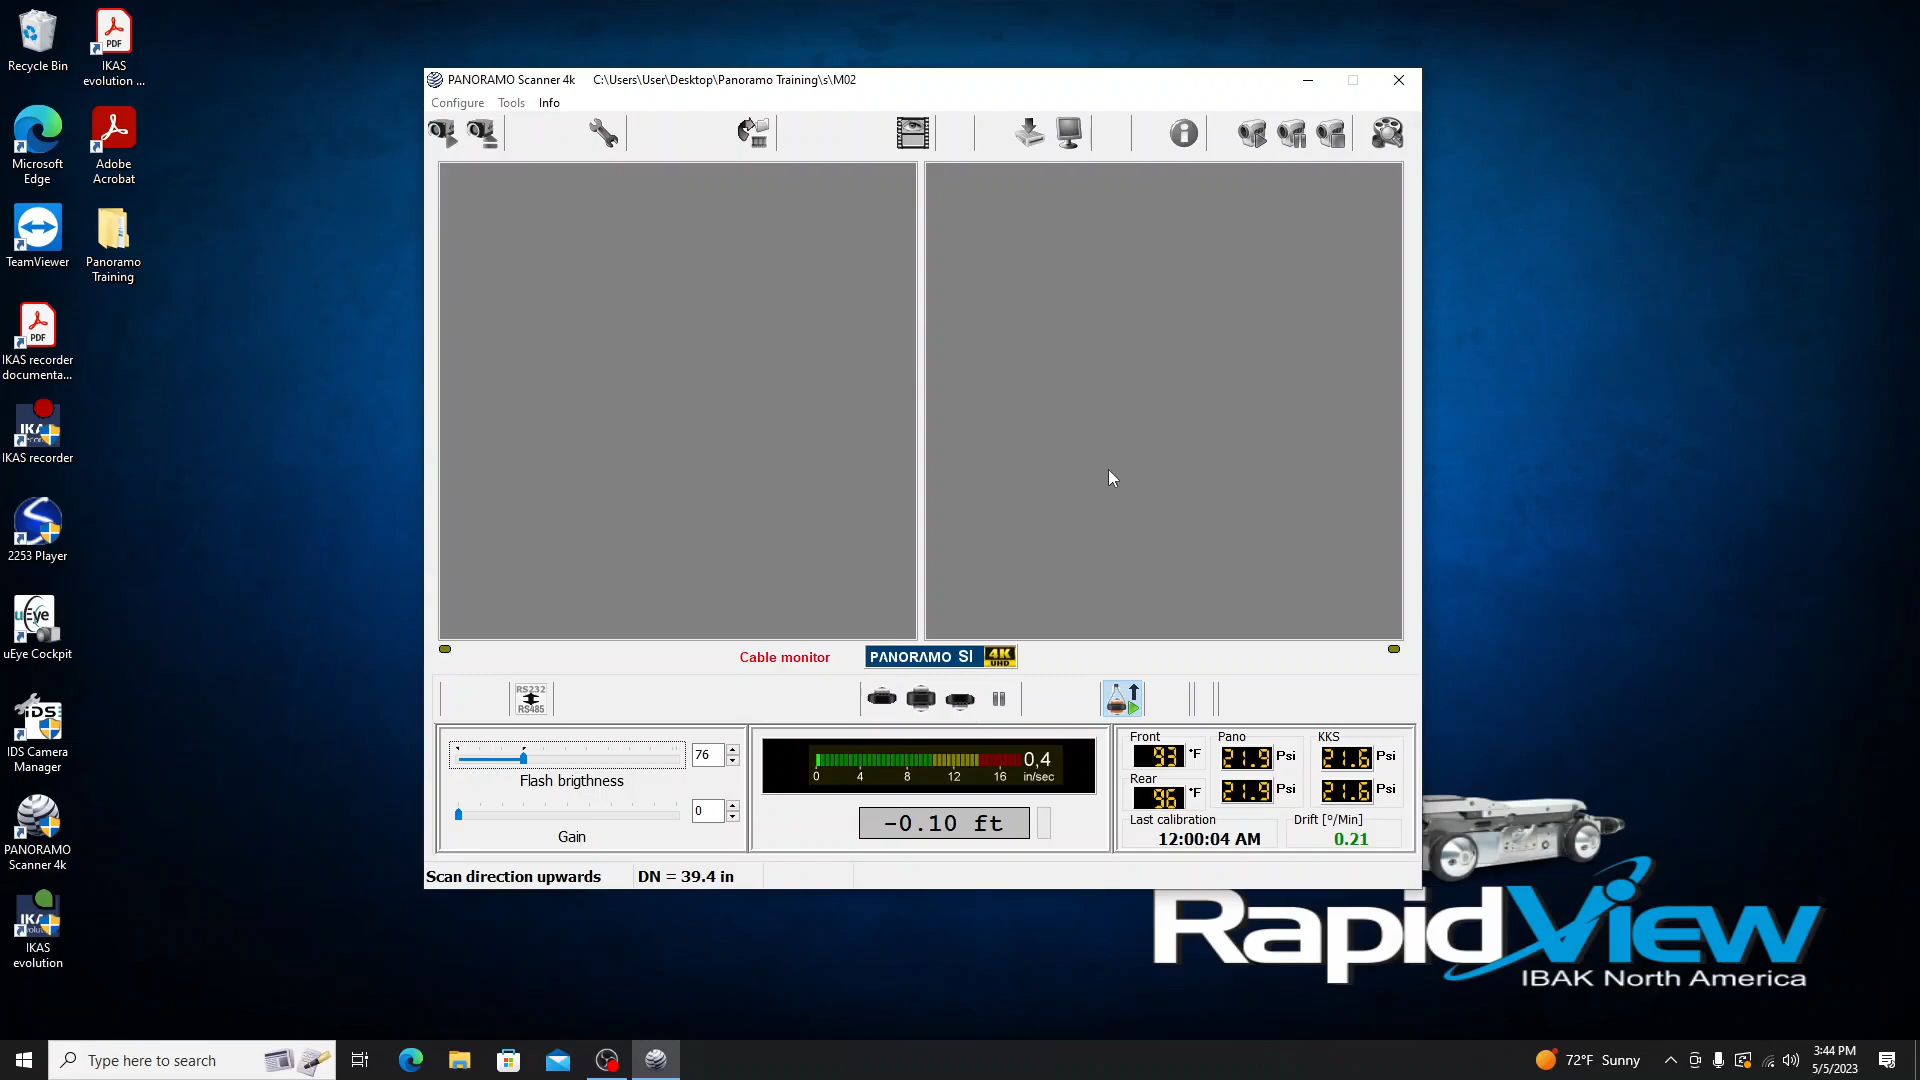 Recycle Bin
IKAS
evolution ...
Microsoft
Edge
Adobe
Acrobat
TeamViewer
Panoramo
Training
IKAS recorder
documenta...
IKAS recorder
2253 Player
uEye Cockpit
IDS Camera
Manager
PANORAMO
Scanner 4k
IKAS
evolution
PANORAMO Scanner 4k C:\Users\User\Desktop\Panoramo Training\s\M02
Configure Tools Info
Cable monitor PANORAMO SI 4K UHD
RS232
RS485
76
Flash brigthness
0
Gain
0,4
0 4 8 12 16 in/sec
-0.10 ft
Front Pano KKS
93 °F 21.9 Psi 21.6 Psi
Rear
96 °F 21.9 Psi 21.6 Psi
Last calibration Drift [°/Min]
12:00:04 AM 0.21
Scan direction upwards DN = 39.4 in
RapidView
IBAK North America
Type here to search
72°F Sunny
3:44 PM
5/5/2023